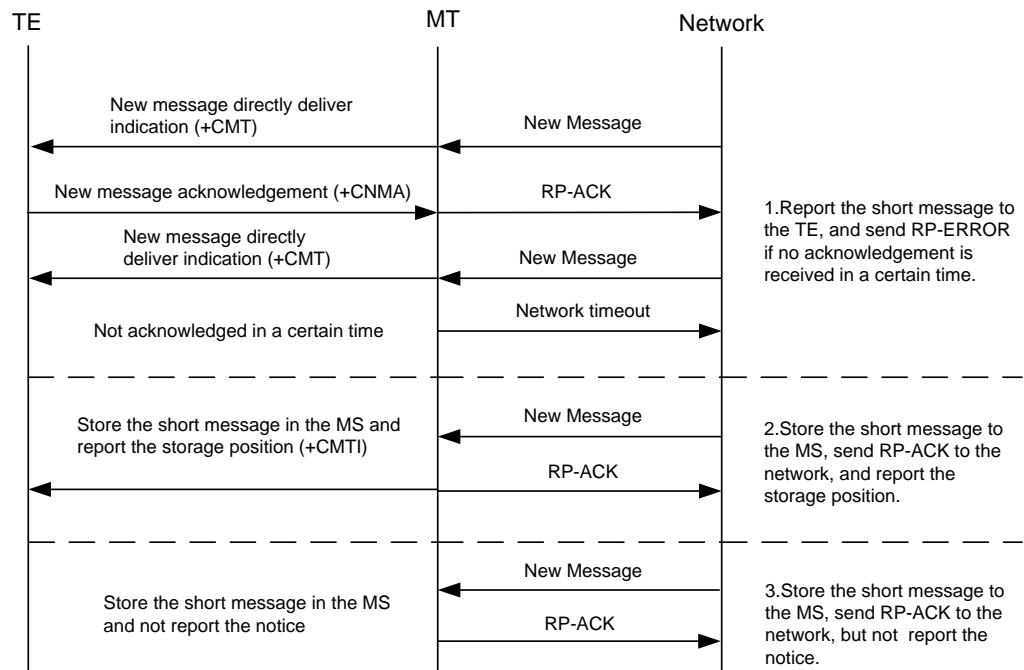 TE
MT
Network
New message directly deliver
indication (+CMT)
New Message
New message acknowledgement (+CNMA)
RP-ACK
New message directly
deliver indication (+CMT)
New Message
Not acknowledged in a certain time
Network timeout
1.Report the short message to
the TE, and send RP-ERROR
if no acknowledgement is
received in a certain time.
Store the short message in the MS and
report the storage position (+CMTI)
New Message
RP-ACK
2.Store the short message to
the MS, send RP-ACK to the
network, and report the
storage position.
Store the short message in the MS
and not report the notice
New Message
RP-ACK
3.Store the short message to
the MS, send RP-ACK to the
network, but not report the
notice.